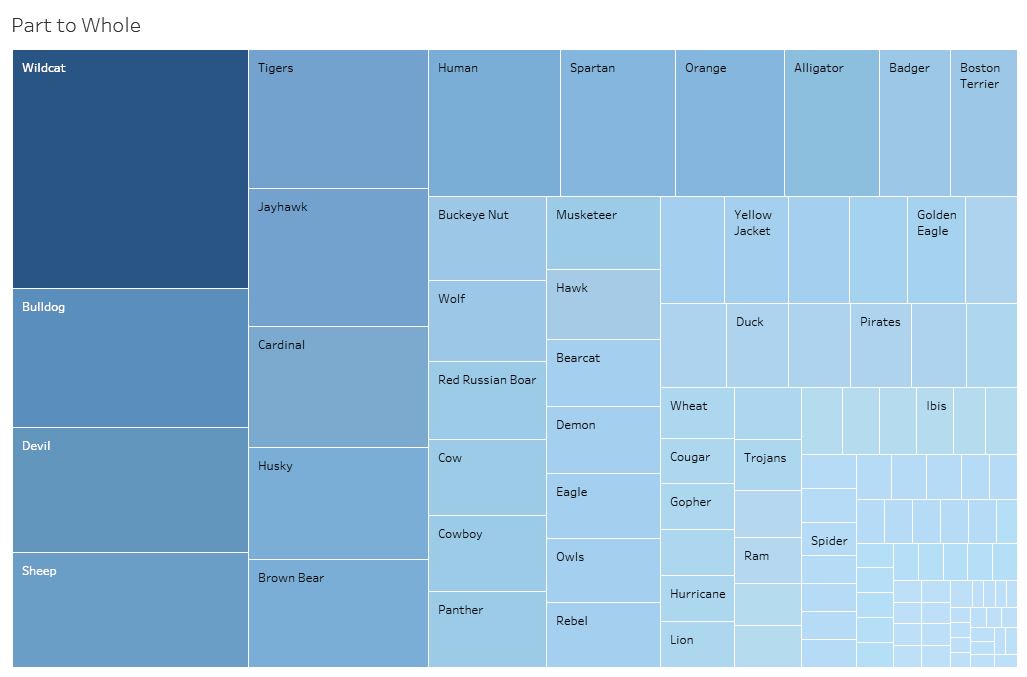 Part to Whole
Wildcat
Bulldog
Devil
Sheep
Tigers
Jayhawk
Cardinal
Husky
Brown Bear
Human
Spartan
Orange
Alligator
Badger
Boston
Terrier
Buckeye Nut
Wolf
Red Russian Boar
Cow
Cowboy
Panther
Musketeer
Hawk
Bearcat
Demon
Eagle
Owls
Rebel
Yellow
Jacket
Golden
Eagle
Duck
Pirates
Wheat
Cougar
Gopher
Hurricane
Lion
Trojans
Ram
Ibis
Spider